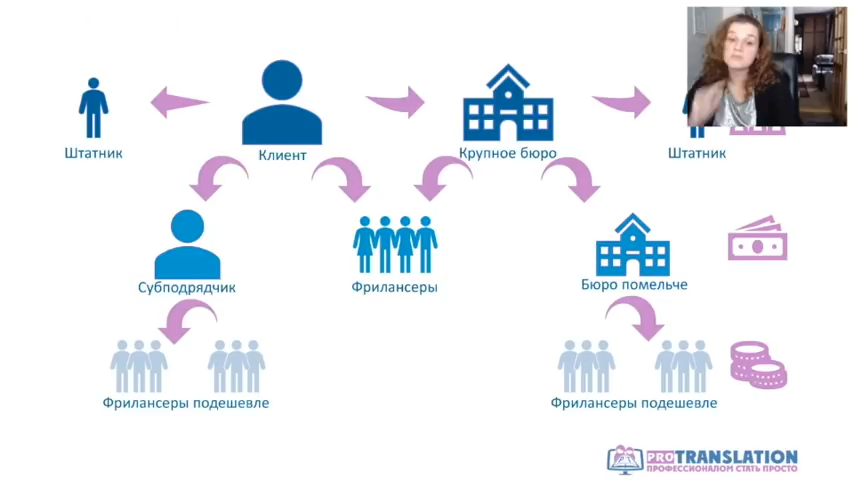 Штатник
Клиент
Крупное бюро
Штатник
Субподрядчик
Фрилансеры
Бюро помельче
Фрилансеры подешевле
Фрилансеры подешевле
PROTRANSLATION
ПРОФЕССИОНАЛОМ СТАТЬ ПРОСТО